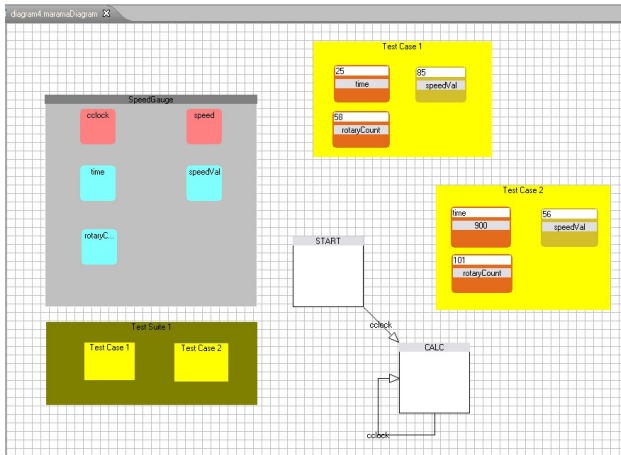 diagram4.maramaDiagram
Test Case 1
25
time
85
speedVal
58
rotaryCount
SpeedGauge
cclock
speed
time
speedVal
rotaryC...
Test Case 2
time
900
56
speedVal
101
rotaryCount
START
cclock
Test Suite 1
Test Case 1
Test Case 2
CALC
cclock